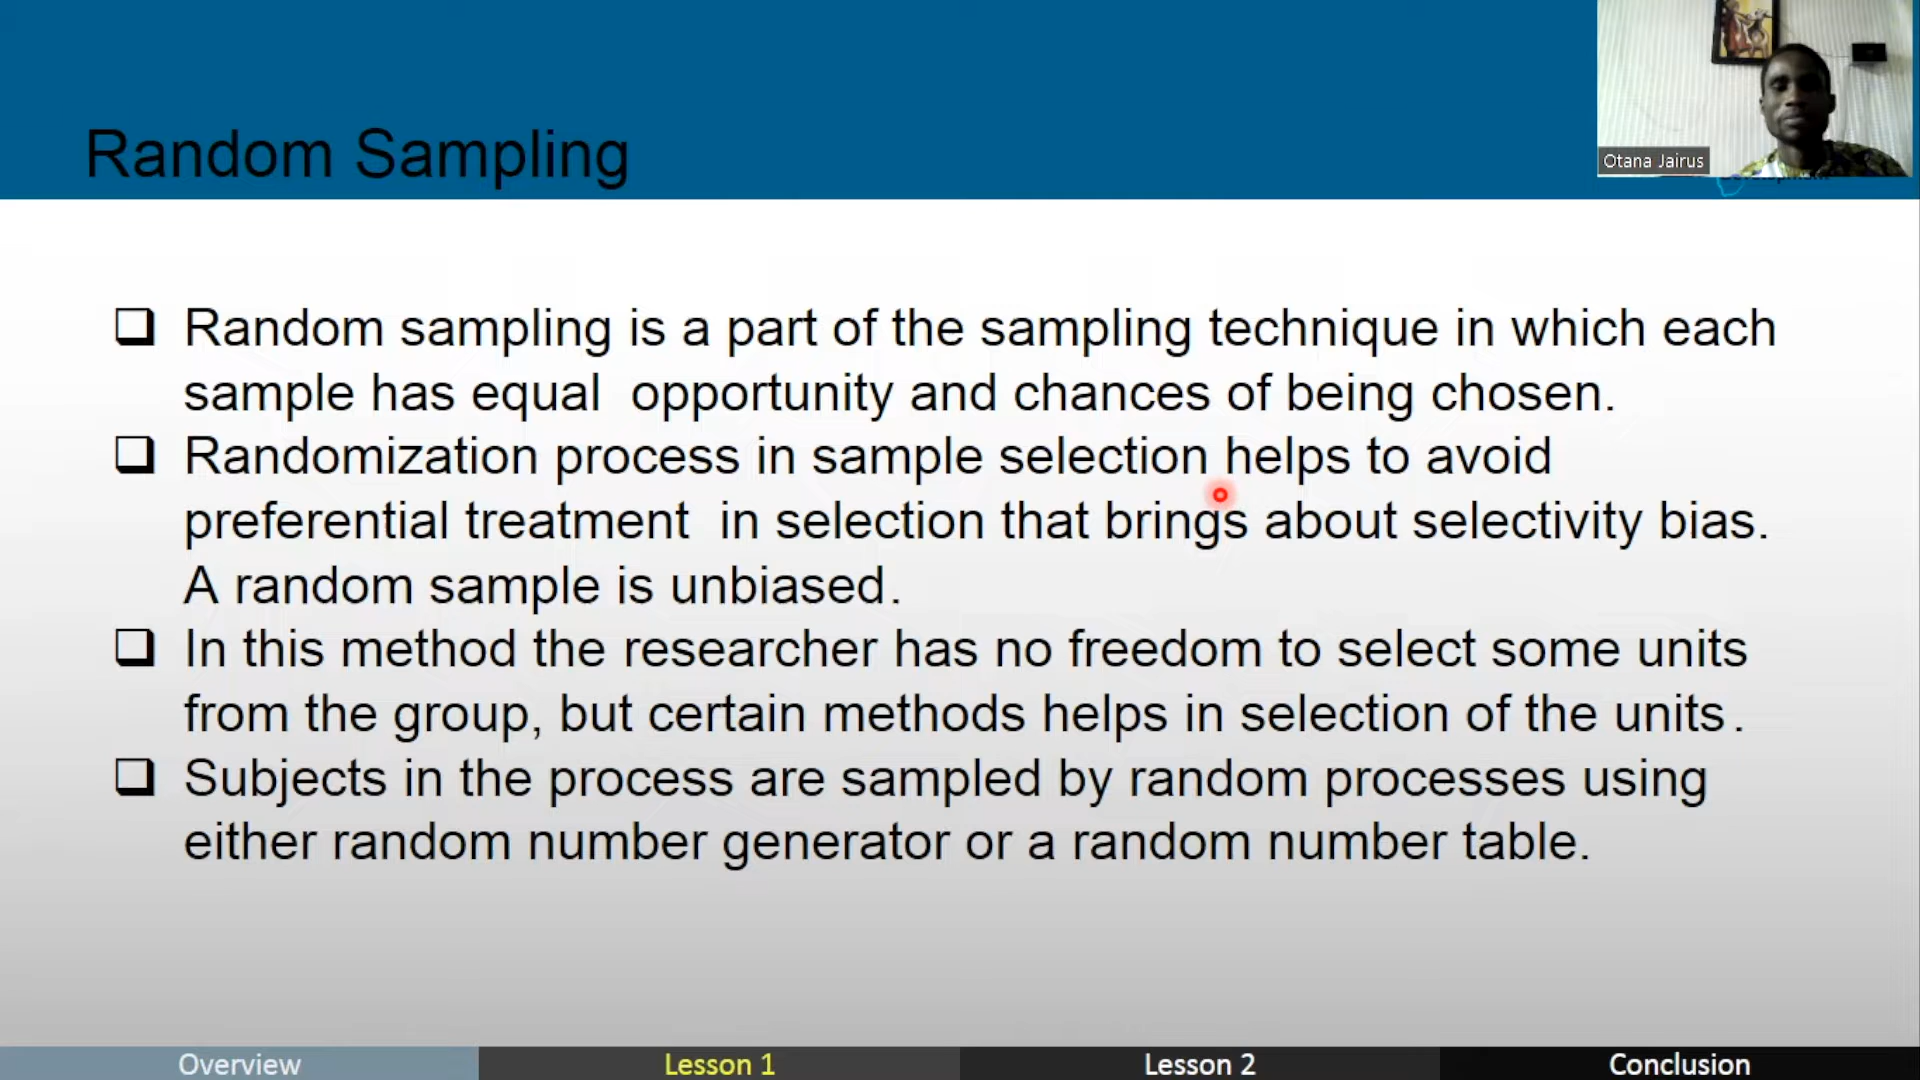 Random Sampling
Otana Jairus
Random sampling is a part of the sampling technique in which each
sample has equal opportunity and chances of being chosen.
Randomization process in sample selection helps to avoid
preferential treatment in selection that brings about selectivity bias.
A random sample is unbiased.
In this method the researcher has no freedom to select some units
from the group, but certain methods helps in selection of the units.
Subjects in the process are sampled by random processes using
either random number generator or a random number table.
Overview
Lesson 1
Lesson 2
Conclusion